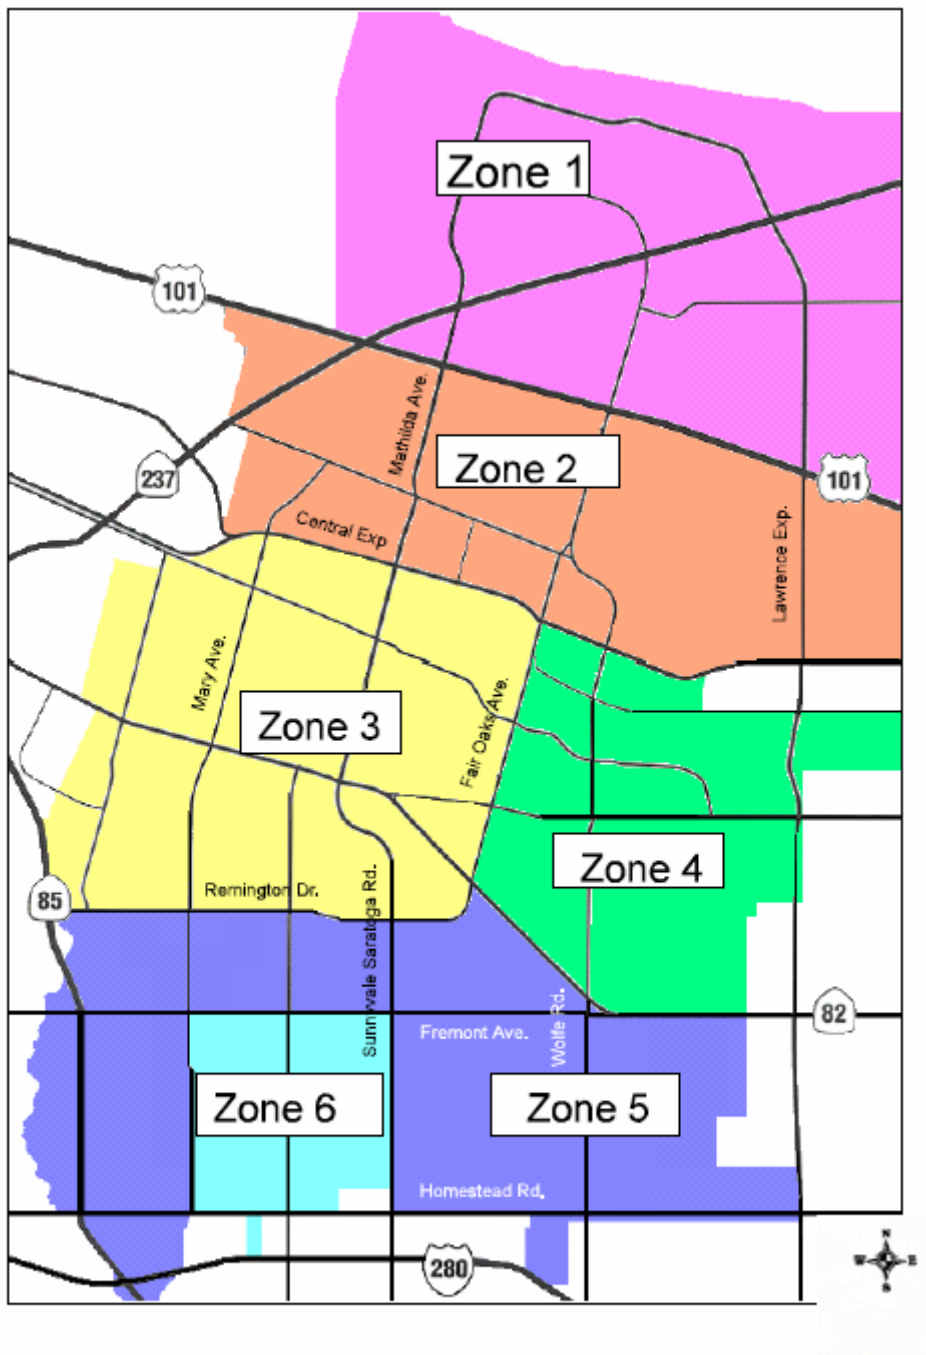 Zone 1
101
Mathilda Ave.
Zone 2
237
101
Central Exp
Lawrence Exp.
Mary Ave.
Zone 3
Fair Oaks Ave.
Zone 4
Remington Dr.
85
Sunnyvale Saratoga Rd.
82
Fremont Ave.
Wolfe Rd.
Zone 6
Zone 5
Homestead Rd.
280
N
W
E
S